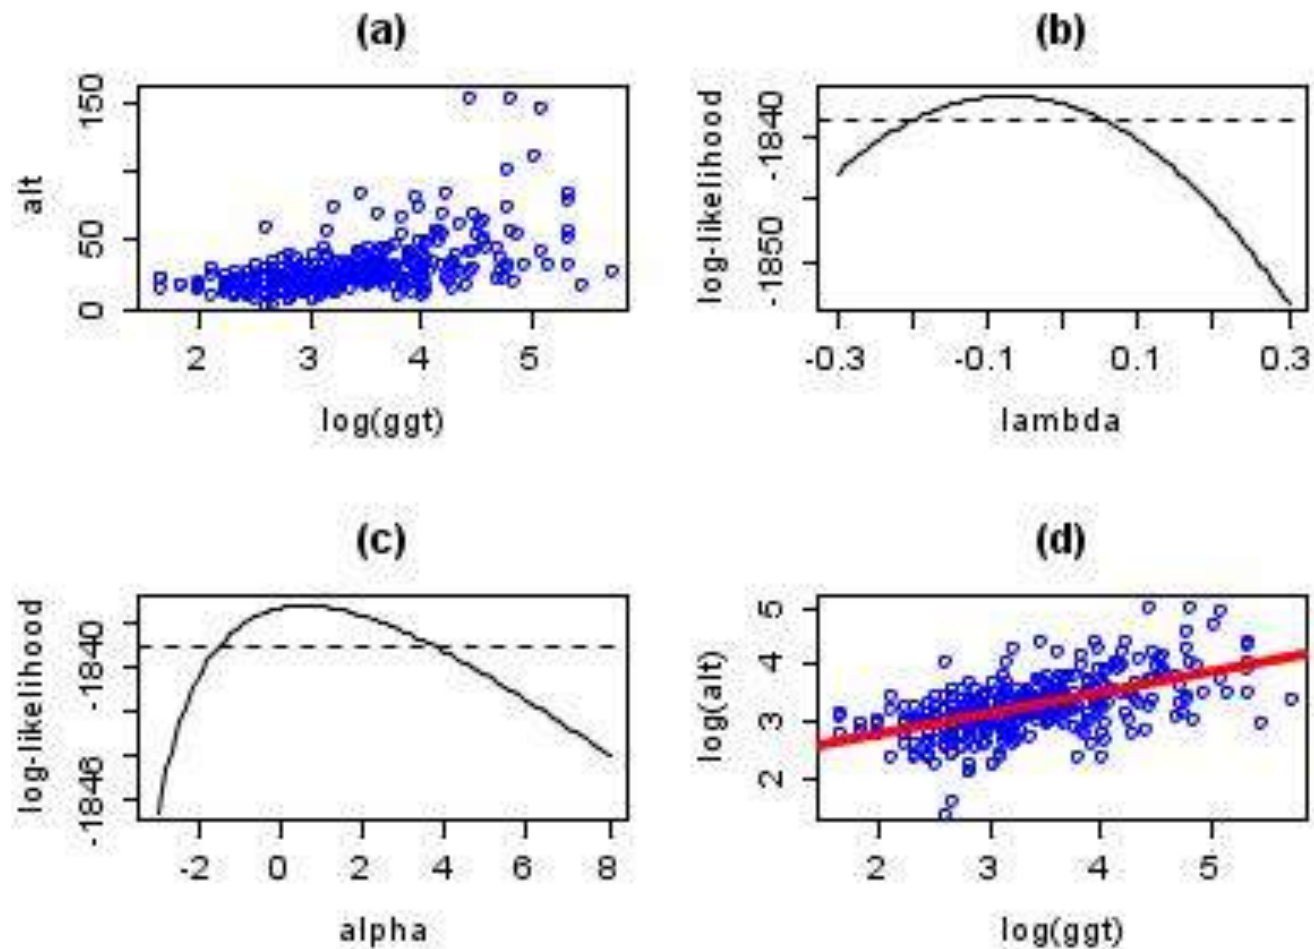 (a)
150
50
0
alt
2 3 4 5
log(ggt)
(b)
-1840
-1850
log-likelihood
-0.3 -0.1 0.1 0.3
lambda
(c)
-1840
-1846
log-likelihood
-2 0 2 4 6 8
alpha
(d)
5
4
3
2
log(alt)
2 3 4 5
log(ggt)